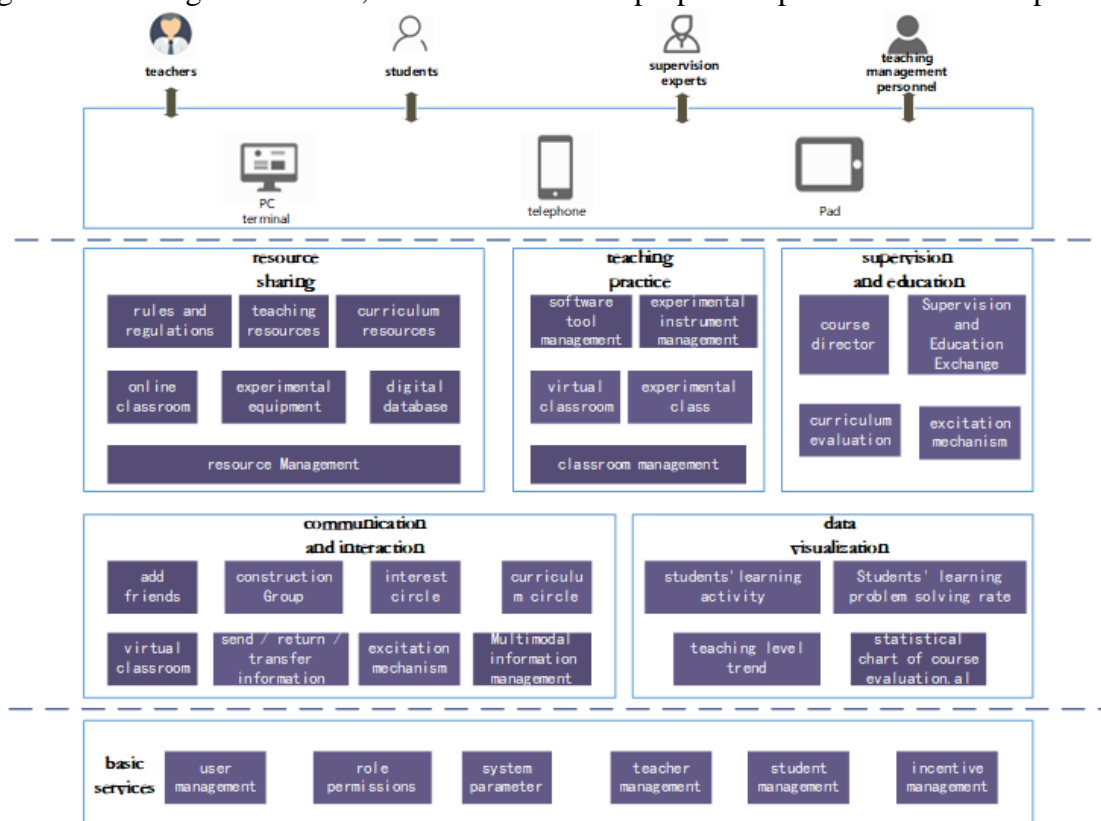 teachers
students
supervision
experts
teaching
management
personnel
PC
terminal
telephone
Pad
resource
sharing
rules and
regulations
teaching
resources
curriculum
resources
online
classroom
experimental
equipment
digital
database
resource Management
teaching
practice
software
tool
management
experimental
instrument
management
virtual
classroom
experimental
class
classroom management
supervision
and education
course
director
Supervision
and
Education
Exchange
curriculum
evaluation
excitation
mechanism
communication
and interaction
add
friends
construction
Group
interest
circle
curriculu
m circle
virtual
classroom
send / return /
transfer
information
excitation
mechanism
Multimodal
information
management
data
visualization
students'learning
activity
Students' learning
problem solving rate
teaching level
trend
statistical
chart of course
evaluation.al
basic
services
user
management
role
permissions
system
parameter
teacher
management
student
management
incentive
management